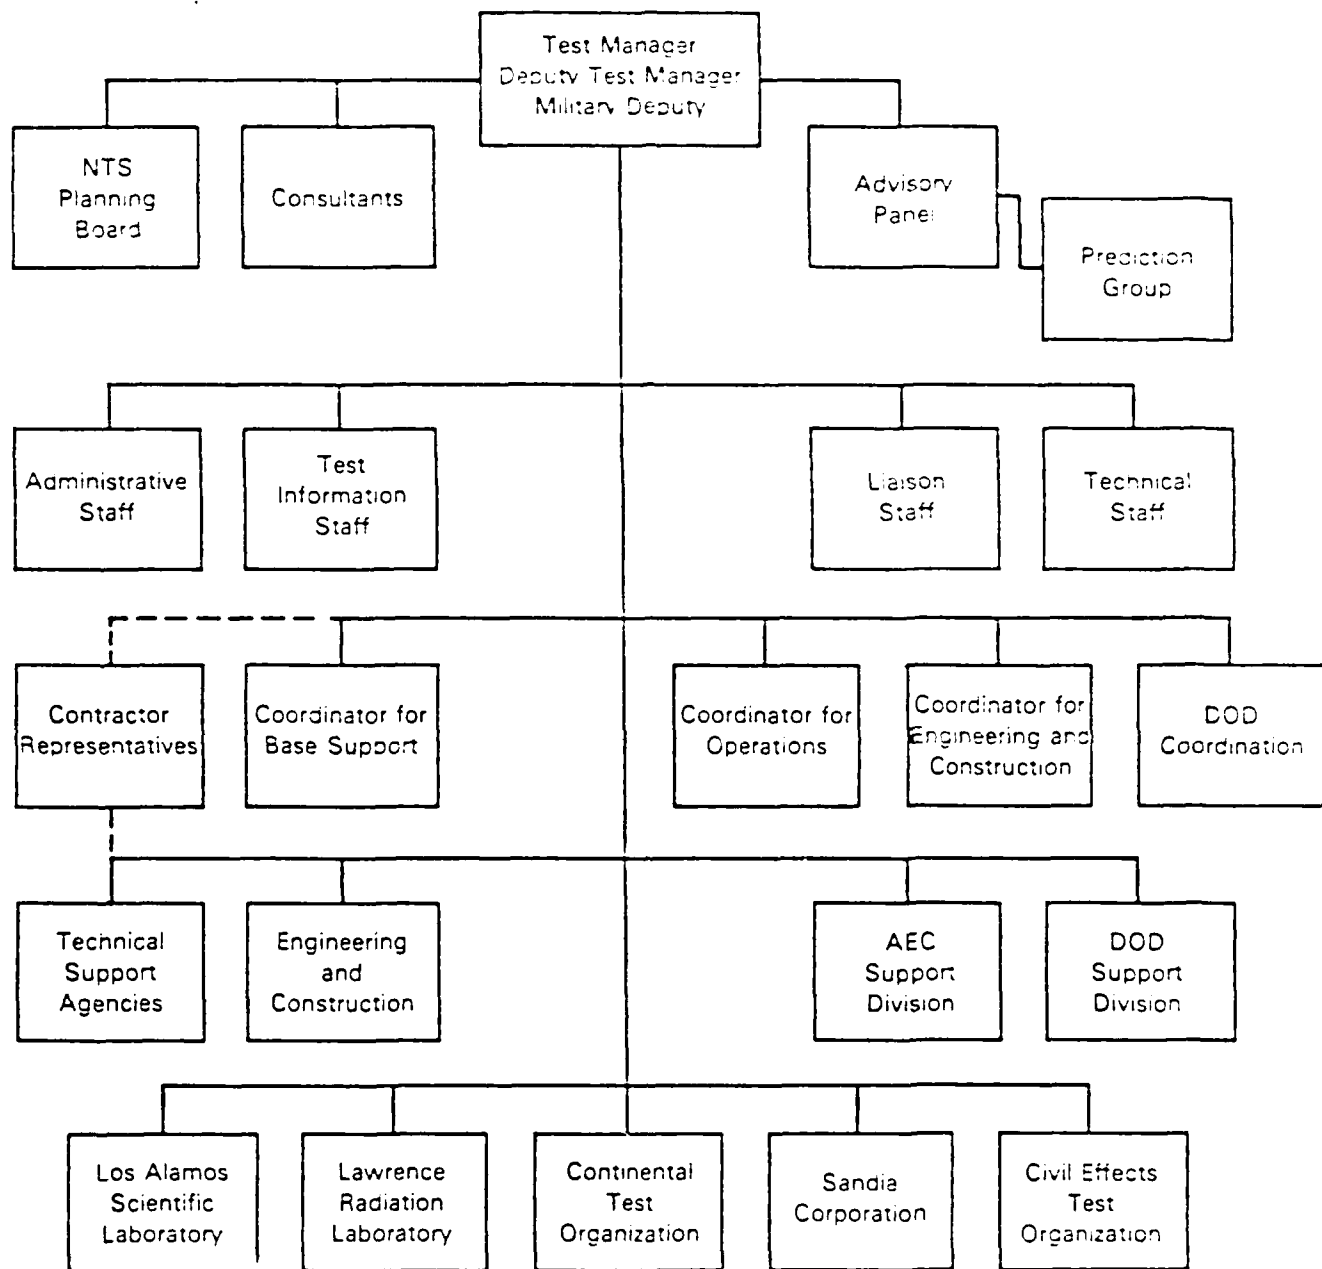 Test Manager
Deputy Test Manager
Military Deputy
NTS
Planning
Board
Consultants
Advisory
Panel
Prediction
Group
Administrative
Staff
Test
Information
Staff
Liaison
Staff
Technical
Staff
Contractor
Representatives
Coordinator for
Base Support
Coordinator for
Operations
Coordinator for
Engineering and
Construction
DOD
Coordination
Technical
Support
Agencies
Engineering
and
Construction
AEC
Support
Division
DOD
Support
Division
Los Alamos
Scientific
Laboratory
Lawrence
Radiation
Laboratory
Continental
Test
Organization
Sandia
Corporation
Civil Effects
Test
Organization